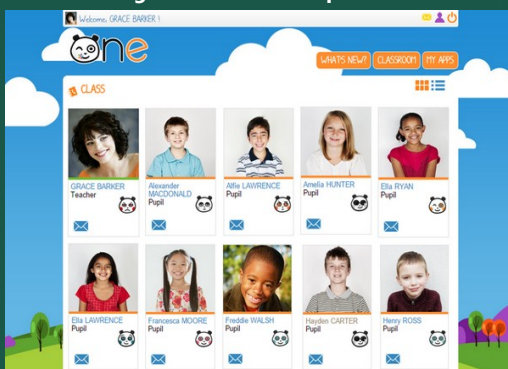 Welcome, GRACE BARKER !
One
WHAT'S NEW? CLASSROOM MY APPS
CLASS
GRACE BARKER
Teacher
Alexander
MACDONALD
Pupil
Alfie LAWRENCE
Pupil
Amelia HUNTER
Pupil
Ella RYAN
Pupil
Ella LAWRENCE
Pupil
Francesca MOORE
Pupil
Freddie WALSH
Pupil
Hayden CARTER
Pupil
Henry ROSS
Pupil